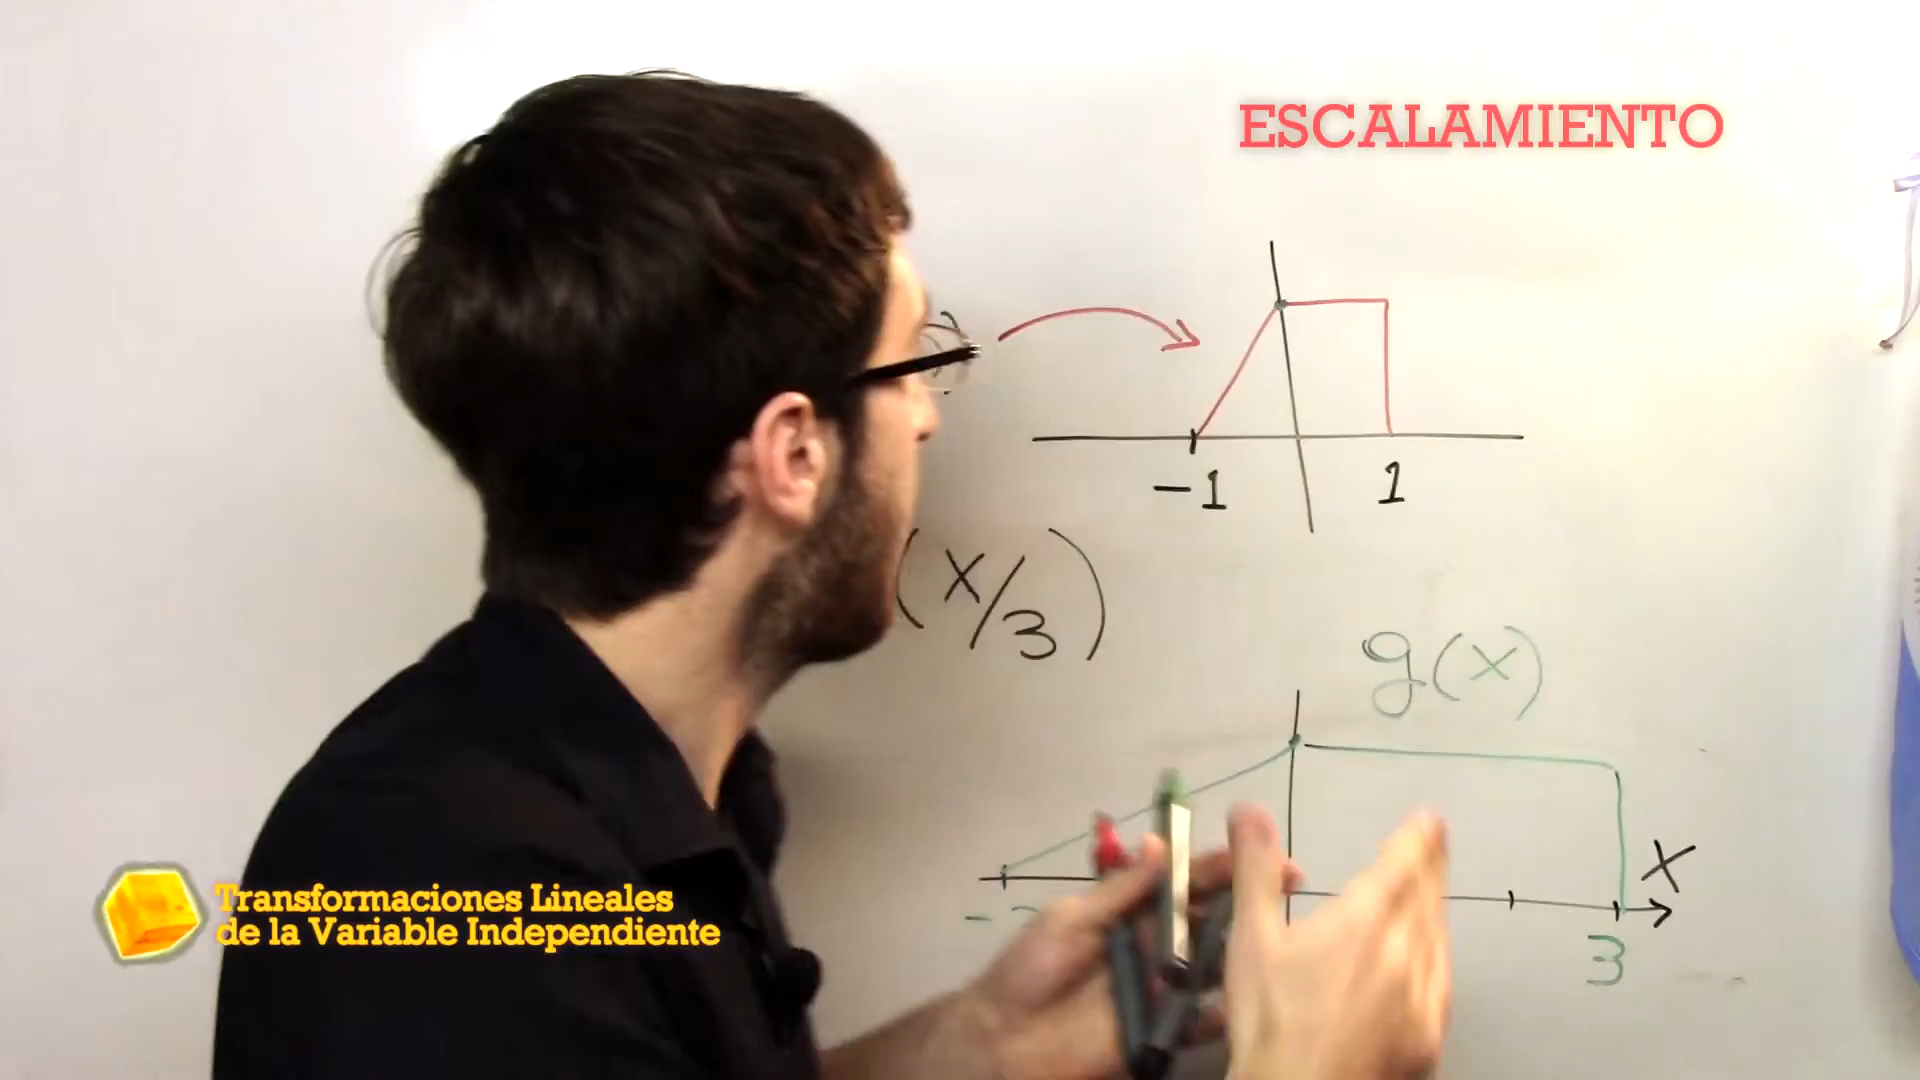 ESCALAMIENTO
-1
1
(x/3)
g(x)
X
3
Transformaciones Lineales
de la Variable Independiente